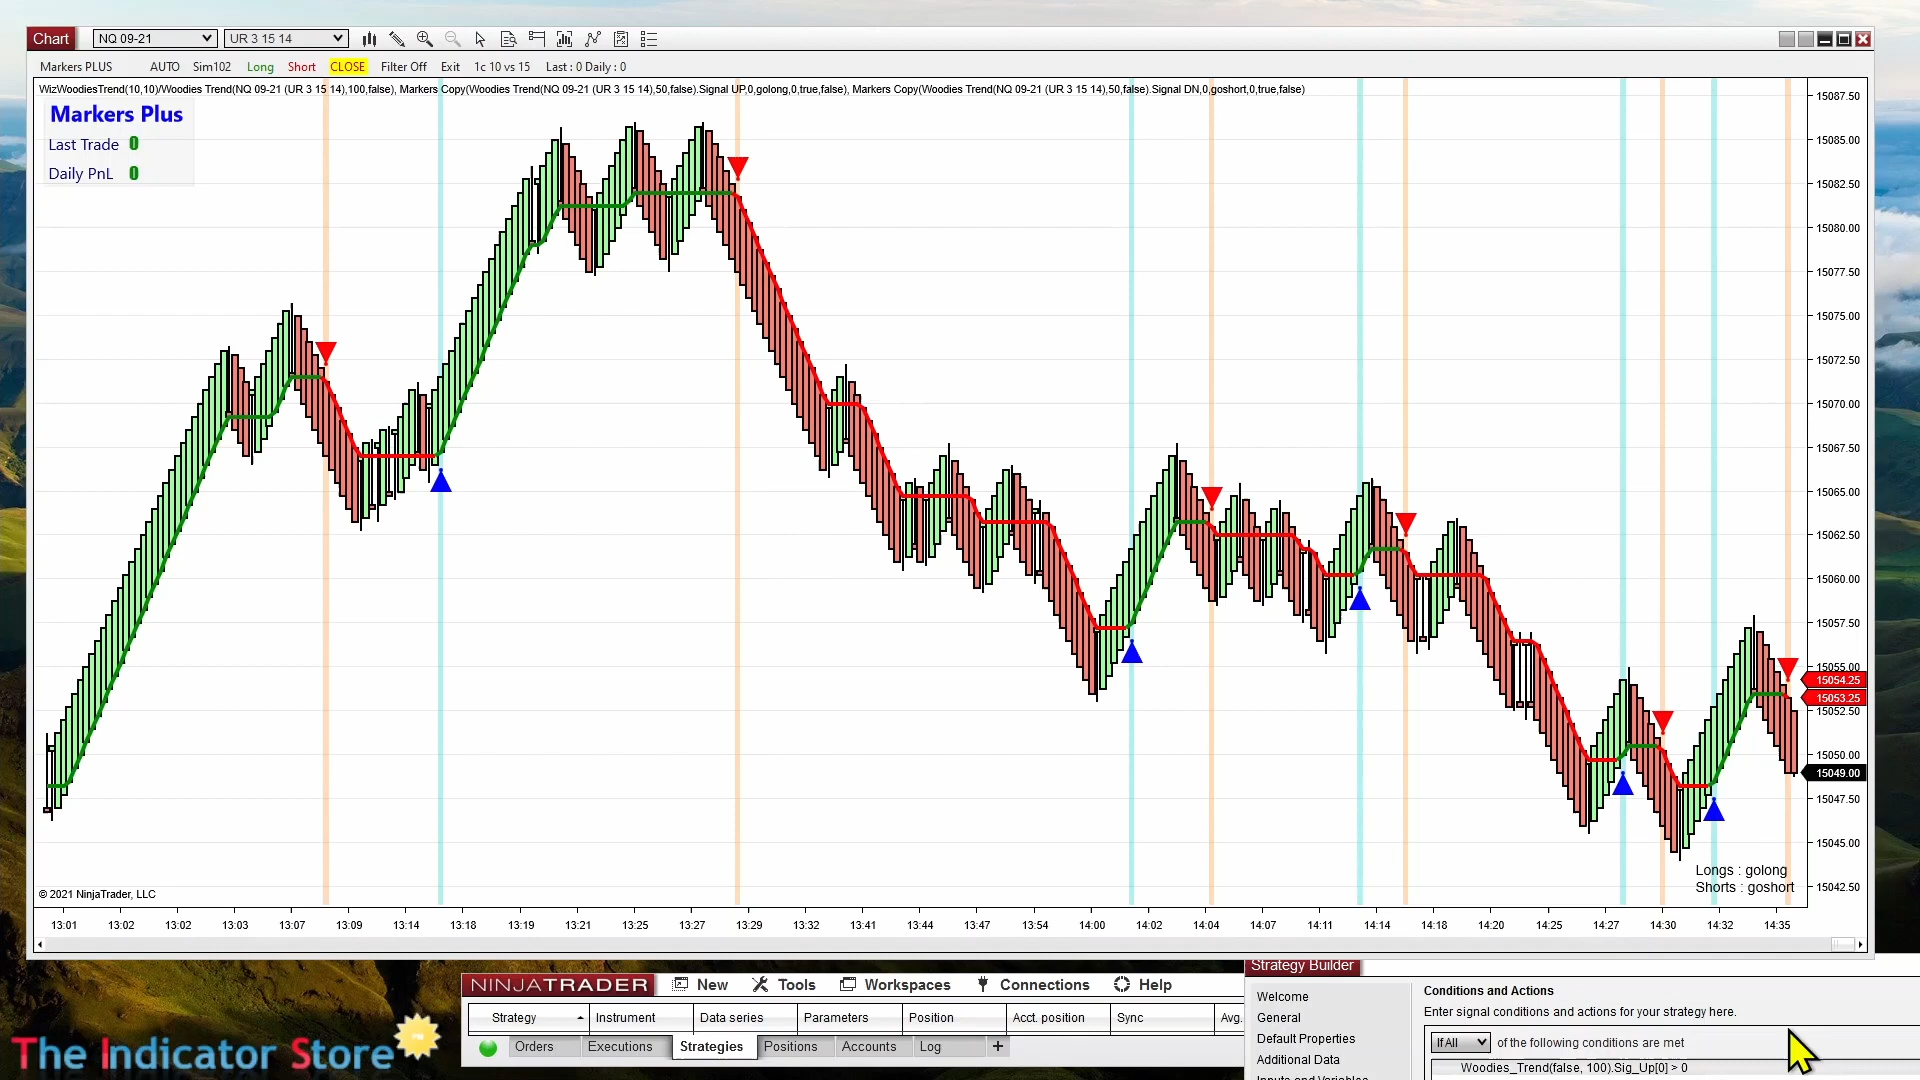 Chart NQ 09-21 UR 3 15 14
Markers PLUS AUTO Sim102 Long Short CLOSE Filter Off Exit 1c 10 vs 15 Last : 0 Daily : 0
WizWoodiesTrend(10,10)/Woodies Trend(NQ 09-21 (UR 3 15 14),100,false), Markers Copy(Woodies Trend(NQ 09-21 (UR 3 15 14),50,false).Signal UP,0,golong,0,true,false), Markers Copy(Woodies Trend(NQ 09-21 (UR 3 15 14),50,false).Signal DN,0,goshort,0,true,false)
Markers Plus
Last Trade 0
Daily PnL 0
15087.50
15085.00
15082.50
15080.00
15077.50
15075.00
15072.50
15070.00
15067.50
15065.00
15062.50
15060.00
15057.50
15055.00
15054.25
15053.25
15052.50
15050.00
15049.00
15047.50
15045.00
15042.50
Longs : golong
Shorts : goshort
© 2021 NinjaTrader, LLC
13:01 13:02 13:02 13:03 13:07 13:09 13:14 13:18 13:19 13:21 13:25 13:27 13:29 13:32 13:41 13:44 13:47 13:54 14:00 14:02 14:04 14:07 14:11 14:14 14:18 14:20 14:25 14:27 14:30 14:32 14:35
NINJATRADER New Tools Workspaces Connections Help
Strategy Instrument Data series Parameters Position Acct. position Sync Avg.
Orders Executions Strategies Positions Accounts Log +
Strategy Builder
Welcome
General
Default Properties
Additional Data
Inputs and Variables
Conditions and Actions
Enter signal conditions and actions for your strategy here.
If All of the following conditions are met
Woodies_Trend(false, 100).Sig_Up[0] > 0
The Indicator Store